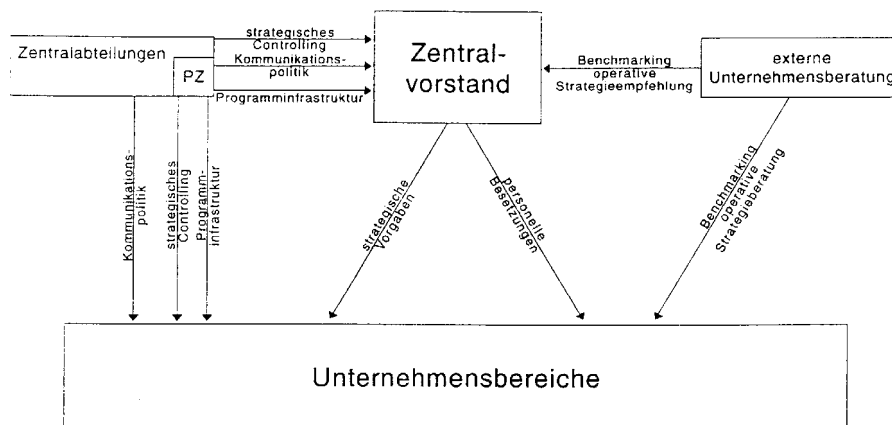 Zentralabteilungen
PZ
strategisches
Controlling
Kommunikations-
politik
Programminfrastruktur
Zentral-
vorstand
Benchmarking
operative
Strategieempfehlung
externe
Unternehmensberatung
Kommunikations-
politik
strategisches
Controlling
Programm-
infrastruktur
strategische
Vorgaben
personelle
Besetzungen
Benchmarking
operative
Strategieberatung
Unternehmensbereiche